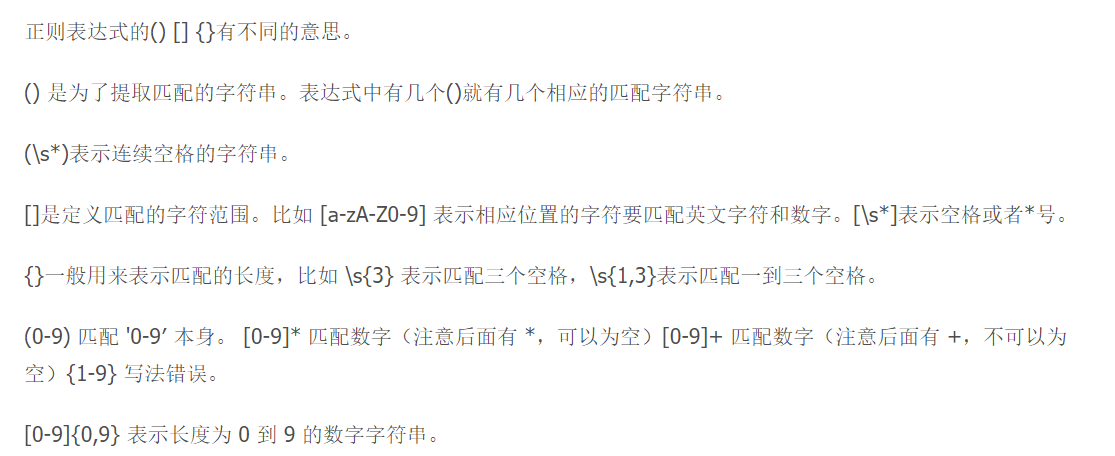 正则表达式的() [] {}有不同的意思。
() 是为了提取匹配的字符串。表达式中有几个()就有几个相应的匹配字符串。
(\s*)表示连续空格的字符串。
[]是定义匹配的字符范围。比如 [a-zA-Z0-9] 表示相应位置的字符要匹配英文字符和数字。[\s*]表示空格或者*号。
{}一般用来表示匹配的长度，比如 \s{3} 表示匹配三个空格，\s{1,3}表示匹配一到三个空格。
(0-9) 匹配 '0-9′ 本身。 [0-9]* 匹配数字（注意后面有 *，可以为空）[0-9]+ 匹配数字（注意后面有 +，不可以为
空）{1-9} 写法错误。
[0-9]{0,9} 表示长度为 0 到 9 的数字字符串。